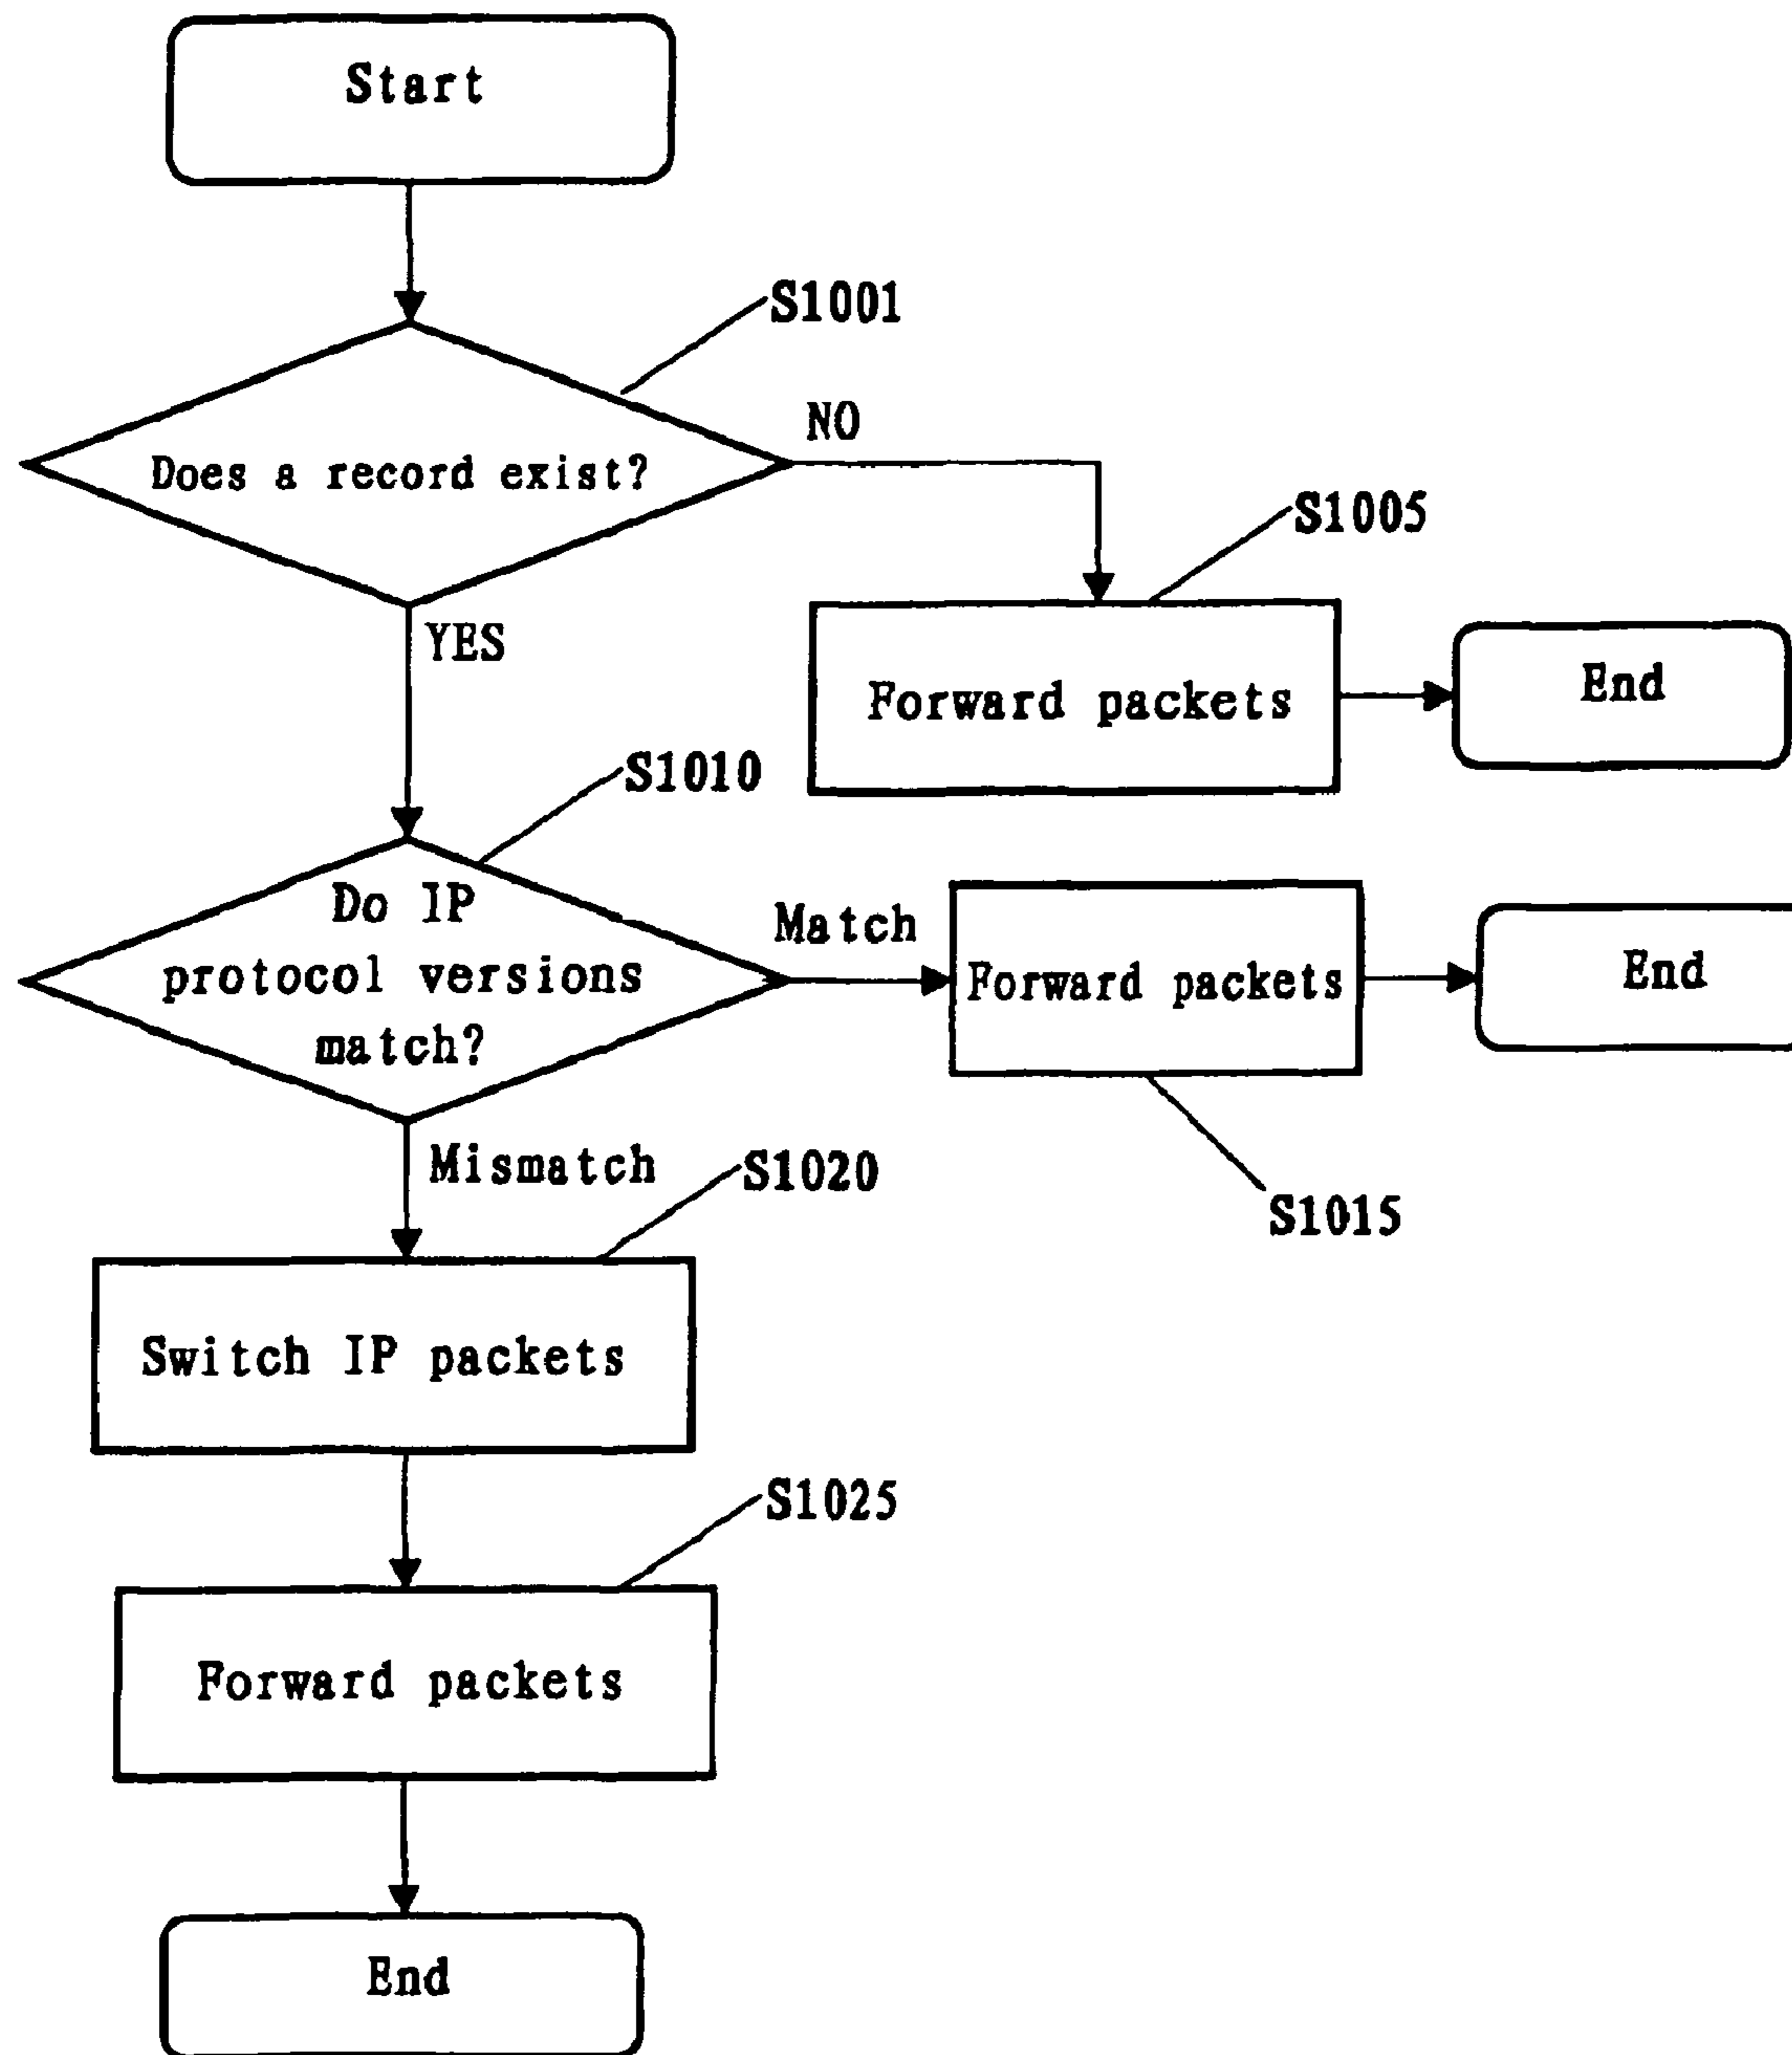 Start
S1001
NO
Does a record exist?
S1005
YES
Forward packets
End
S1010
Do IP
protocol versions
match?
Match
Forward packets
End
Mismatch
S1020
S1015
Switch IP packets
S1025
Forward packets
End